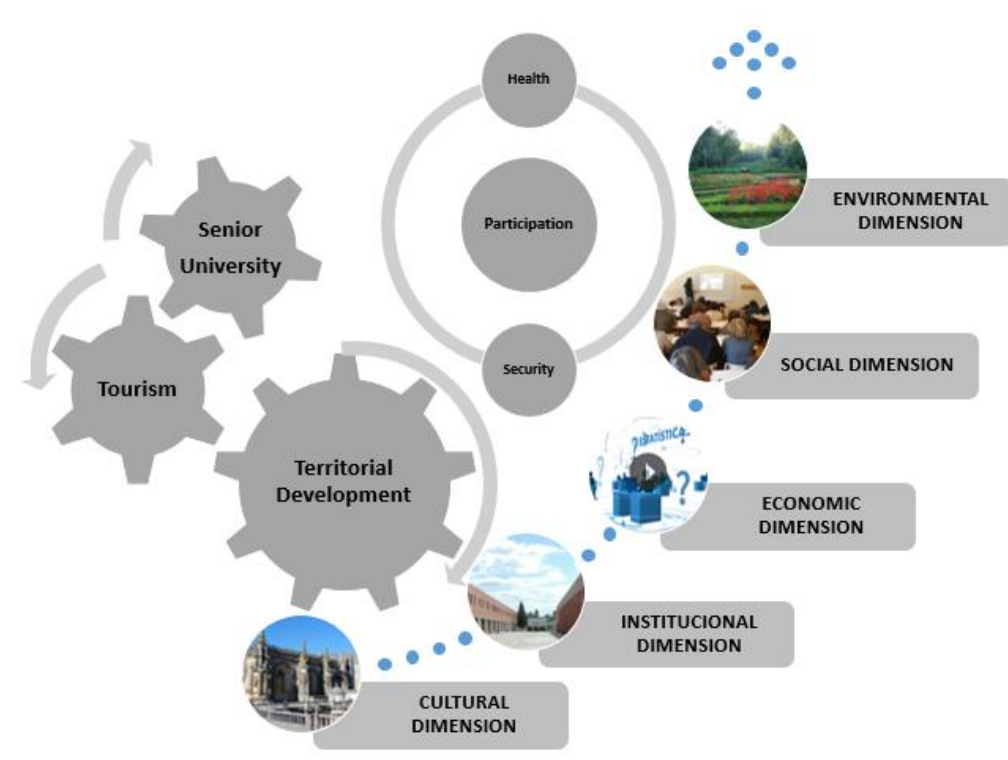 Health
Participation
Security
Senior
University
Tourism
Territorial
Development
ENVIRONMENTAL
DIMENSION
SOCIAL DIMENSION
?
ECONOMIC
DIMENSION
INSTITUCIONAL
DIMENSION
CULTURAL
DIMENSION